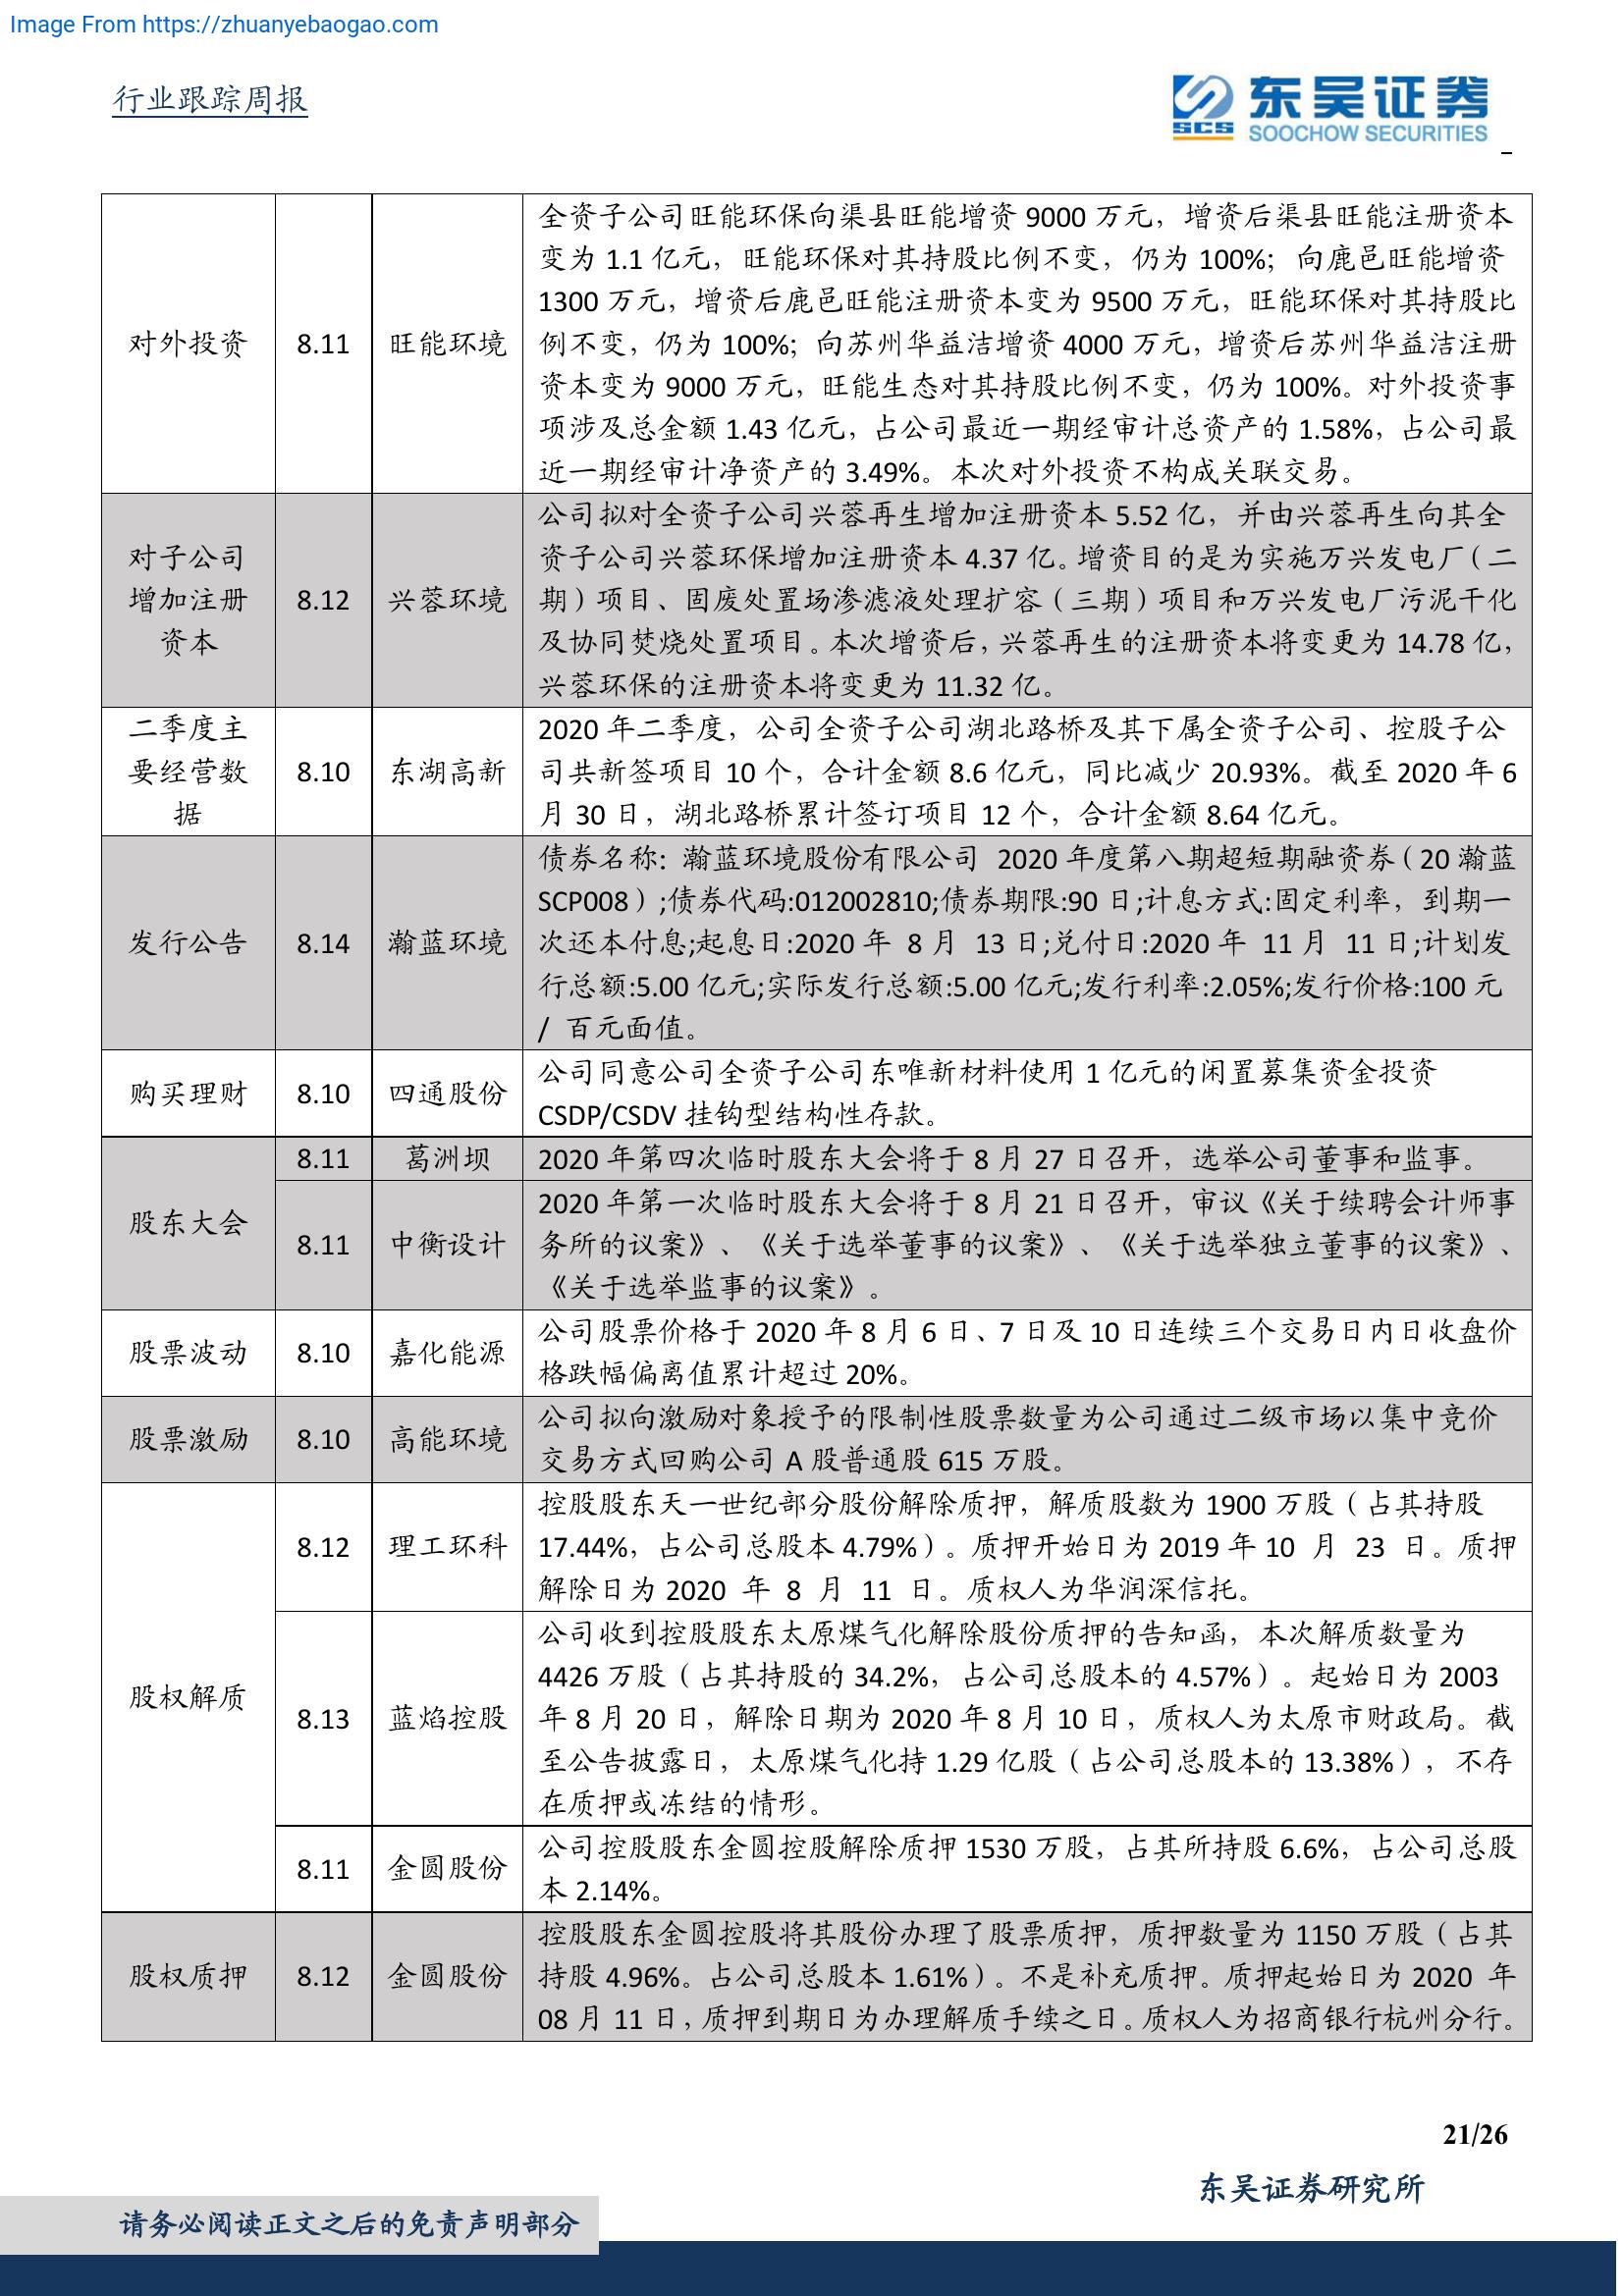 Image From https://zhuanyebaogao.com
行业跟踪周报
东吴证券
SCS
SOOCHOW SECURITIES
对外投资
8.11
旺能环境
全资子公司旺能环保向渠县旺能增资 9000 万元，增资后渠县旺能注册资本
变为 1.1 亿元，旺能环保对其持股比例不变，仍为 100%；向鹿邑旺能增资
1300 万元，增资后鹿邑旺能注册资本变为 9500 万元，旺能环保对其持股比
例不变，仍为 100%；向苏州华益洁增资 4000 万元，增资后苏州华益洁注册
资本变为 9000 万元，旺能生态对其持股比例不变，仍为 100%。对外投资事
项涉及总金额 1.43 亿元，占公司最近一期经审计总资产的 1.58%，占公司最
近一期经审计净资产的 3.49%。本次对外投资不构成关联交易。
对子公司
增加注册
资本
8.12
兴蓉环境
公司拟对全资子公司兴蓉再生增加注册资本 5.52 亿，并由兴蓉再生向其全
资子公司兴蓉环保增加注册资本 4.37 亿。增资目的是为实施万兴发电厂（二
期）项目、固废处置场渗滤液处理扩容（三期）项目和万兴发电厂污泥干化
及协同焚烧处置项目。本次增资后，兴蓉再生的注册资本将变更为 14.78 亿，
兴蓉环保的注册资本将变更为 11.32 亿。
二季度主
要经营数
据
8.10
东湖高新
2020 年二季度，公司全资子公司湖北路桥及其下属全资子公司、控股子公
司共新签项目 10 个，合计金额 8.6 亿元，同比减少 20.93%。截至 2020 年 6
月 30 日，湖北路桥累计签订项目 12 个，合计金额 8.64 亿元。
发行公告
8.14
瀚蓝环境
债券名称：瀚蓝环境股份有限公司 2020 年度第八期超短期融资券（20 瀚蓝
SCP008）;债券代码:012002810;债券期限:90 日;计息方式:固定利率，到期一
次还本付息;起息日:2020 年 8 月 13 日;兑付日:2020 年 11 月 11 日;计划发
行总额:5.00 亿元;实际发行总额:5.00 亿元;发行利率:2.05%;发行价格:100 元
/ 百元面值。
购买理财
8.10
四通股份
公司同意公司全资子公司东唯新材料使用 1 亿元的闲置募集资金投资
CSDP/CSDV 挂钩型结构性存款。
股东大会
8.11
葛洲坝
2020 年第四次临时股东大会将于 8 月 27 日召开，选举公司董事和监事。
8.11
中衡设计
2020 年第一次临时股东大会将于 8 月 21 日召开，审议《关于续聘会计师事
务所的议案》、《关于选举董事的议案》、《关于选举独立董事的议案》、
《关于选举监事的议案》。
股票波动
8.10
嘉化能源
公司股票价格于 2020 年 8 月 6 日、7 日及 10 日连续三个交易日内日收盘价
格跌幅偏离值累计超过 20%。
股票激励
8.10
高能环境
公司拟向激励对象授予的限制性股票数量为公司通过二级市场以集中竞价
交易方式回购公司 A 股普通股 615 万股。
股权解质
8.12
理工环科
控股股东天一世纪部分股份解除质押，解质股数为 1900 万股（占其持股
17.44%，占公司总股本 4.79%）。质押开始日为 2019 年 10 月 23 日。质押
解除日为 2020 年 8 月 11 日。质权人为华润深信托。
8.13
蓝焰控股
公司收到控股股东太原煤气化解除股份质押的告知函，本次解质数量为
4426 万股（占其持股的 34.2%，占公司总股本的 4.57%）。起始日为 2003
年 8 月 20 日，解除日期为 2020 年 8 月 10 日，质权人为太原市财政局。截
至公告披露日，太原煤气化持 1.29 亿股（占公司总股本的 13.38%），不存
在质押或冻结的情形。
8.11
金圆股份
公司控股股东金圆控股解除质押 1530 万股，占其所持股 6.6%，占公司总股
本 2.14%。
股权质押
8.12
金圆股份
控股股东金圆控股将其股份办理了股票质押，质押数量为 1150 万股（占其
持股 4.96%。占公司总股本 1.61%）。不是补充质押。质押起始日为 2020 年
08 月 11 日，质押到期日为办理解质手续之日。质权人为招商银行杭州分行。
21/26
东吴证券研究所
请务必阅读正文之后的免责声明部分